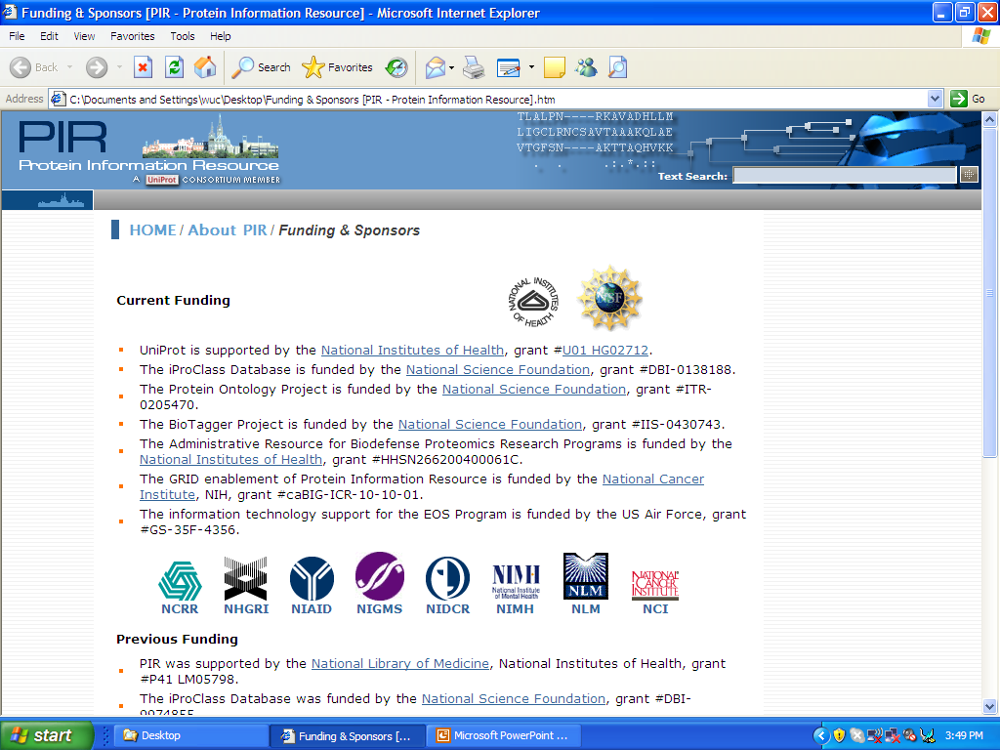 Funding & Sponsors [PIR - Protein Information Resource] - Microsoft Internet Explorer
File Edit View Favorites Tools Help
Back Search Favorites
Address C:\Documents and Settings\wuc\Desktop\Funding & Sponsors [PIR - Protein Information Resource].htm Go
PIR
Protein Information Resource
A UniProt CONSORTIUM MEMBER
TLALPN----RKAVADHLLM
LIGCLRNCSAVTAAAKQLAE
VTGFSN----AKTTAQHVKK
. . .:.*.::
Text Search:
HOME / About PIR / Funding & Sponsors
Current Funding
NATIONAL INSTITUTES OF HEALTH
NSF
UniProt is supported by the National Institutes of Health, grant #U01 HG02712.
The iProClass Database is funded by the National Science Foundation, grant #DBI-0138188.
The Protein Ontology Project is funded by the National Science Foundation, grant #ITR-
0205470.
The BioTagger Project is funded by the National Science Foundation, grant #IIS-0430743.
The Administrative Resource for Biodefense Proteomics Research Programs is funded by the
National Institutes of Health, grant #HHSN266200400061C.
The GRID enablement of Protein Information Resource is funded by the National Cancer
Institute, NIH, grant #caBIG-ICR-10-10-01.
The information technology support for the EOS Program is funded by the US Air Force, grant
#GS-35F-4356.
NIMH
National Institute
of Mental Health
NLM
NATIONAL
CANCER
INSTITUTE
NCRR NHGRI NIAID NIGMS NIDCR NIMH NLM NCI
Previous Funding
PIR was supported by the National Library of Medicine, National Institutes of Health, grant
#P41 LM05798.
The iProClass Database was funded by the National Science Foundation, grant #DBI-
9974855.
start Desktop Funding & Sponsors [... Microsoft PowerPoint ... 3:49 PM